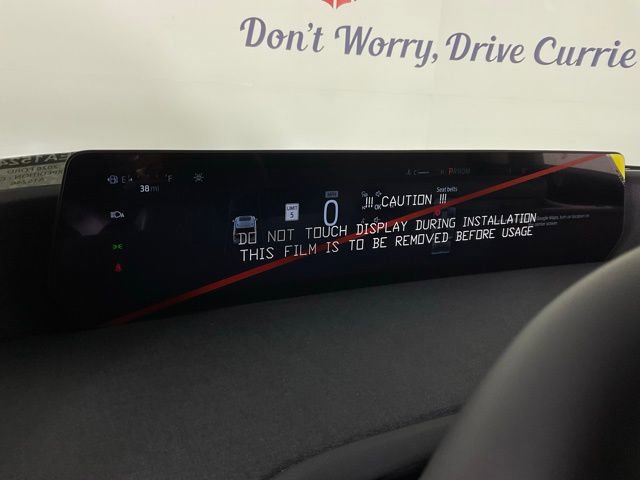 Don't Worry, Drive Currie
E F
38 mi
C H PRNDM
LIMIT
5
0
Seat belts
!!! CAUTION !!!
DO NOT TOUCH DISPLAY DURING INSTALLATION
THIS FILM IS TO BE REMOVED BEFORE USAGE